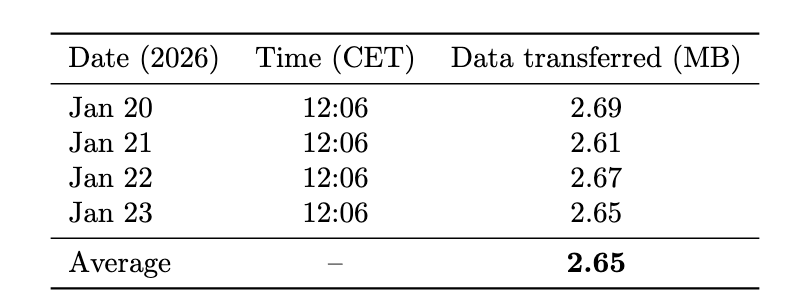 Date (2026) Time (CET) Data transferred (MB)
Jan 20 12:06 2.69
Jan 21 12:06 2.61
Jan 22 12:06 2.67
Jan 23 12:06 2.65
Average – 2.65